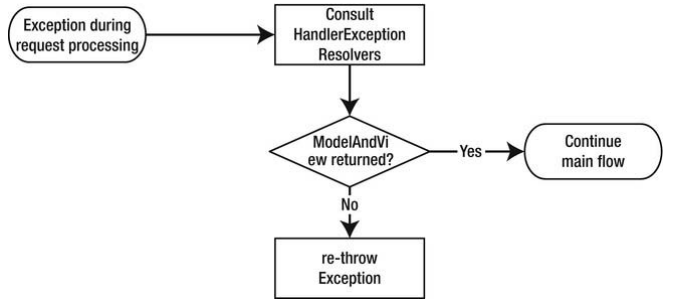 Exception during
request processing
Consult
HandlerException
Resolvers
ModelAndVi
ew returned?
Yes
Continue
main flow
No
re-throw
Exception